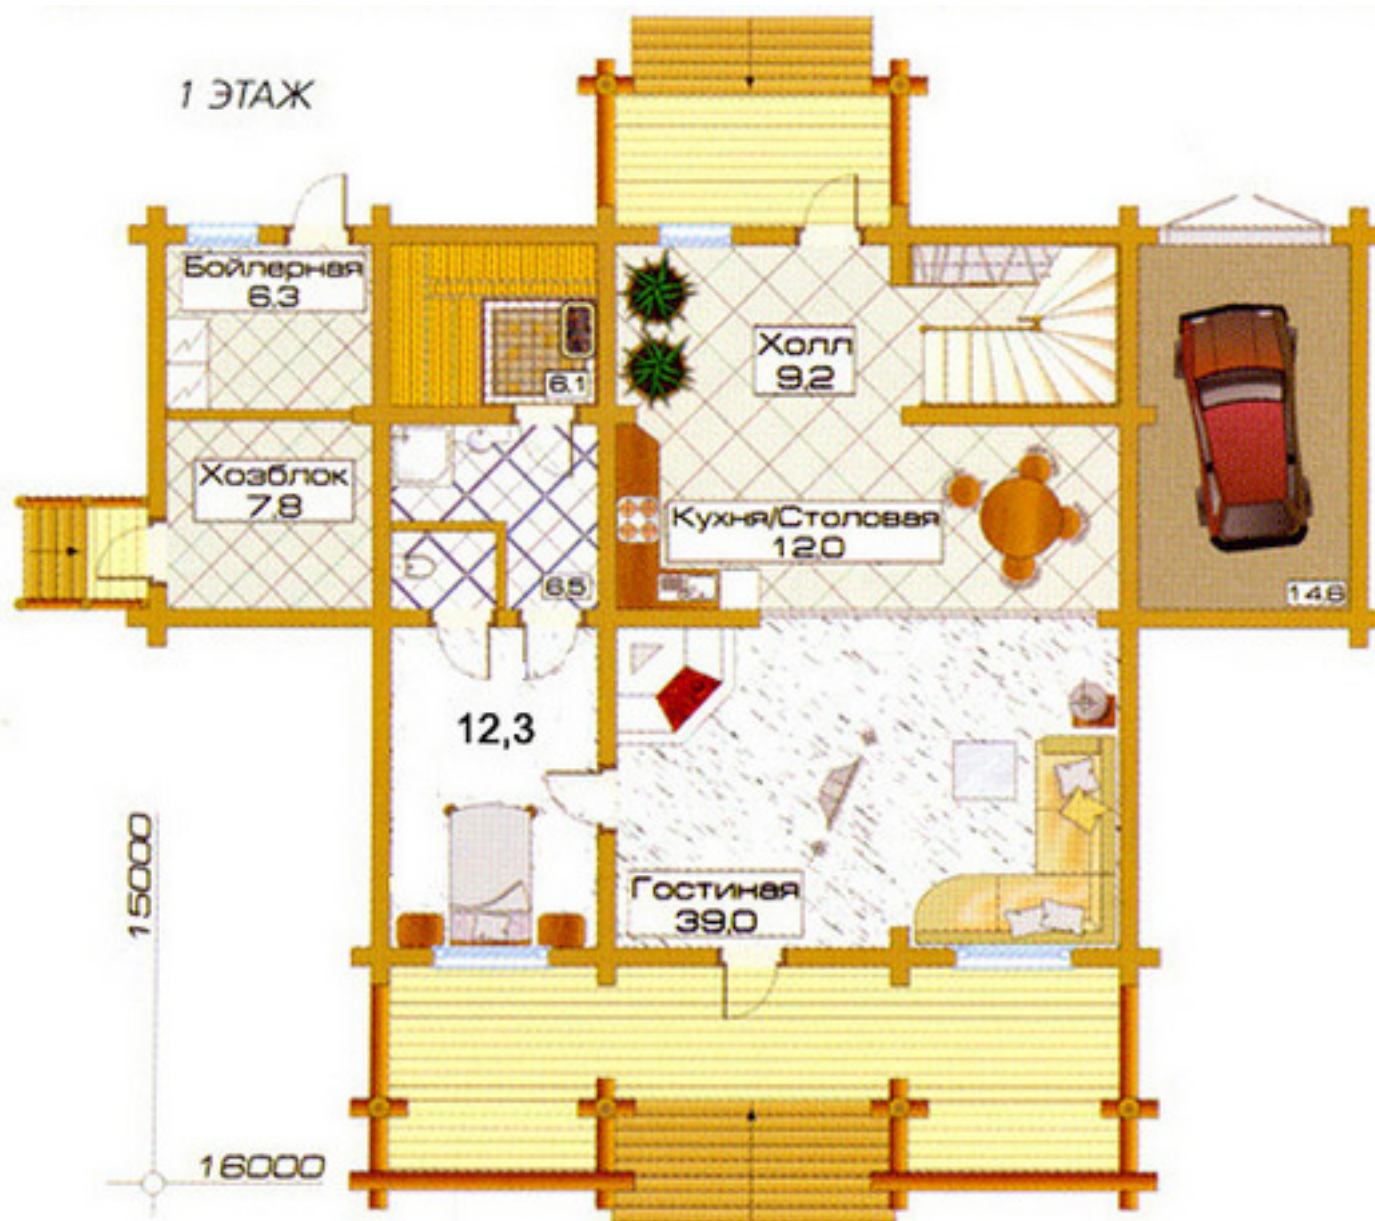 1 ЭТАЖ
Бойлерная
6,3
6,1
Холл
9,2
Хозблок
7,8
Кухня/Столовая
12,0
6,5
14,6
12,3
Гостиная
39,0
15000
16000